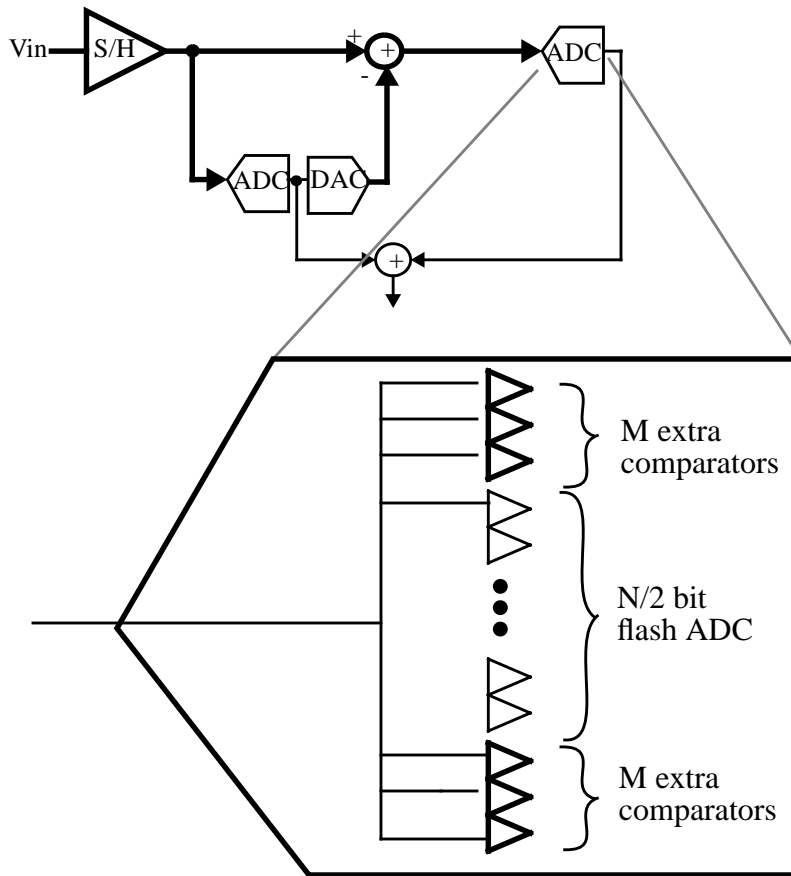 Vin
S/H
+
+
-
ADC
ADC
DAC
+
M extra
comparators
N/2 bit
flash ADC
M extra
comparators